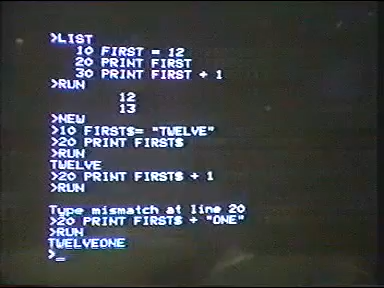 >LIST
   10 FIRST = 12
   20 PRINT FIRST
   30 PRINT FIRST + 1
>RUN
        12
        13
>NEW
>10 FIRST$= "TWELVE"
>20 PRINT FIRST$
>RUN
TWELVE
>20 PRINT FIRST$ + 1
>RUN

Type mismatch at line 20
>20 PRINT FIRST$ + "ONE"
>RUN
TWELVEONE
>_